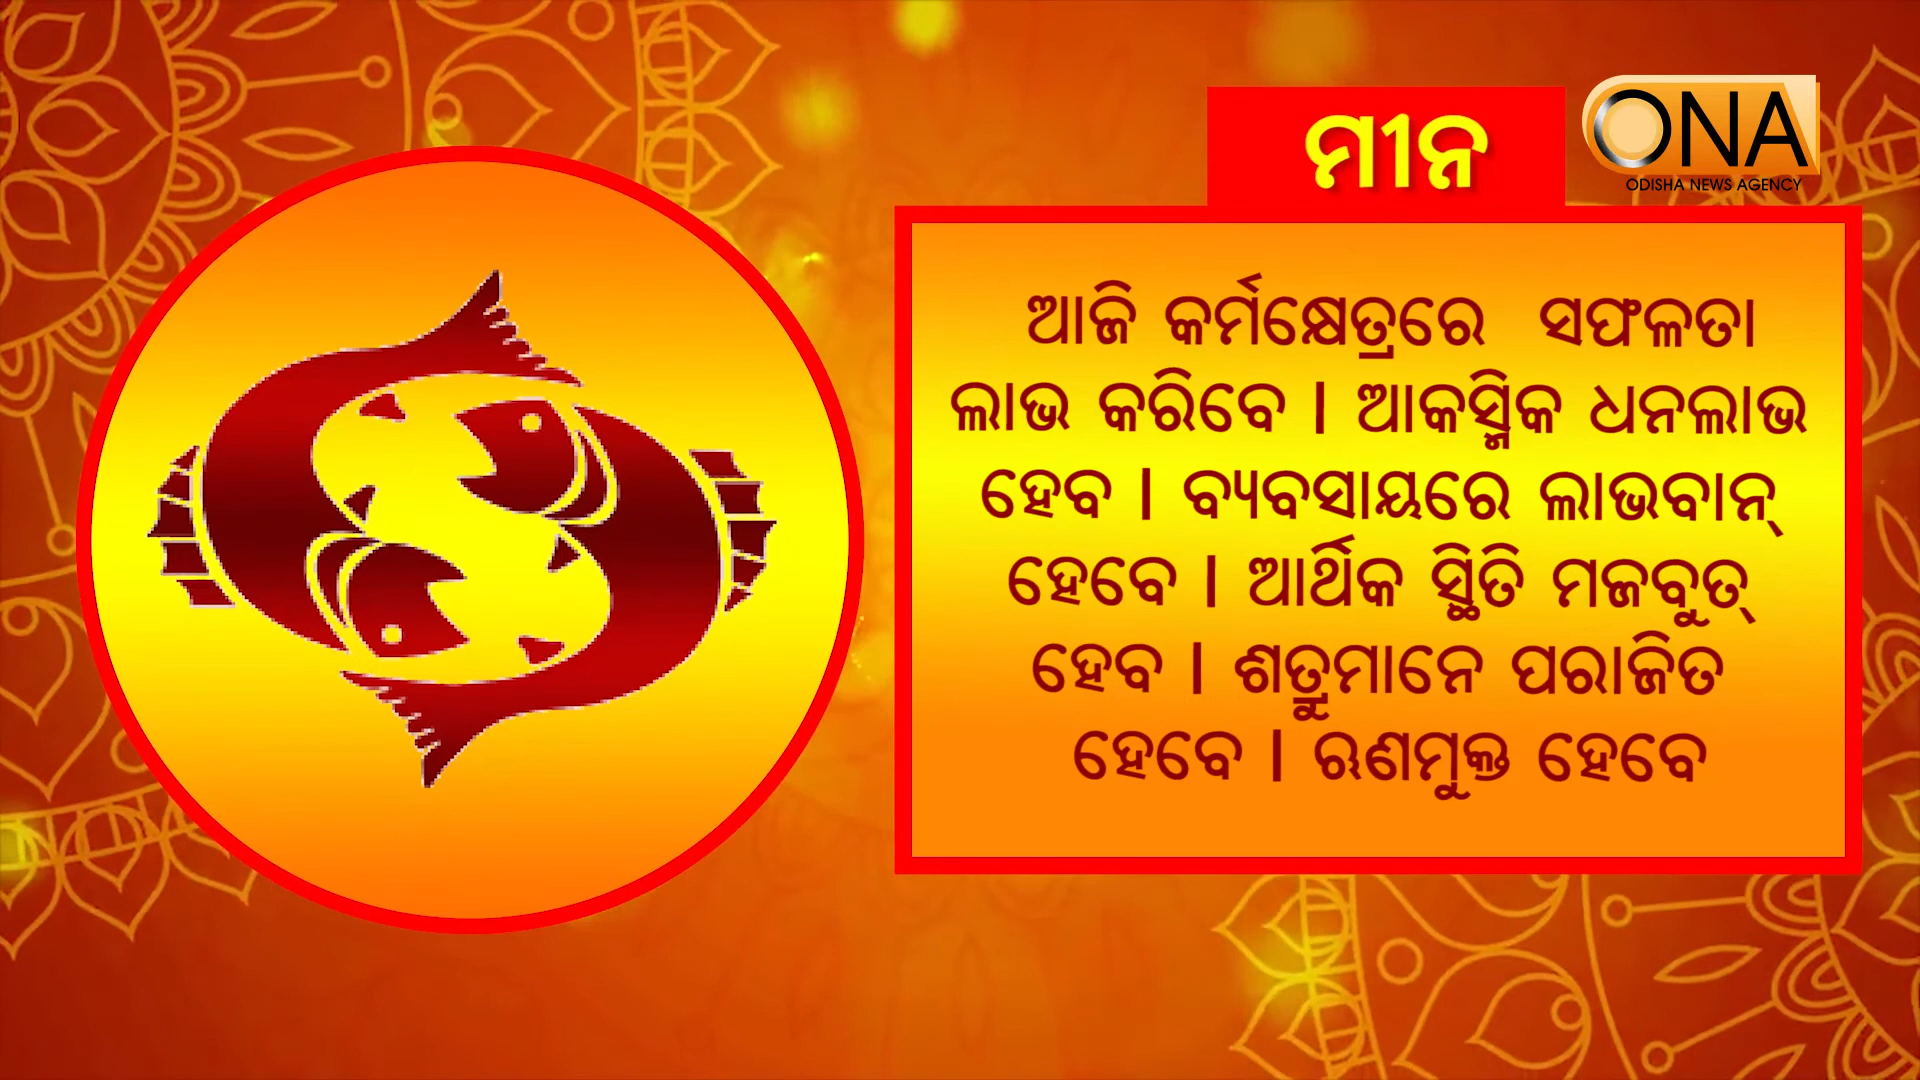 ମୀନ
ONA
ODISHA NEWS AGENCY
ଆଜି କର୍ମକ୍ଷେତ୍ରରେ ସଫଳତା
ଲାଭ କରିବେ । ଆକସ୍ମିକ ଧନଲାଭ
ହେବ । ବ୍ୟବସାୟରେ ଲାଭବାନ୍
ହେବେ । ଆର୍ଥିକ ସ୍ଥିତି ମଜବୁତ୍
ହେବ । ଶତ୍ରୁମାନେ ପରାଜିତ
ହେବେ । ଋଣମୁକ୍ତ ହେବେ